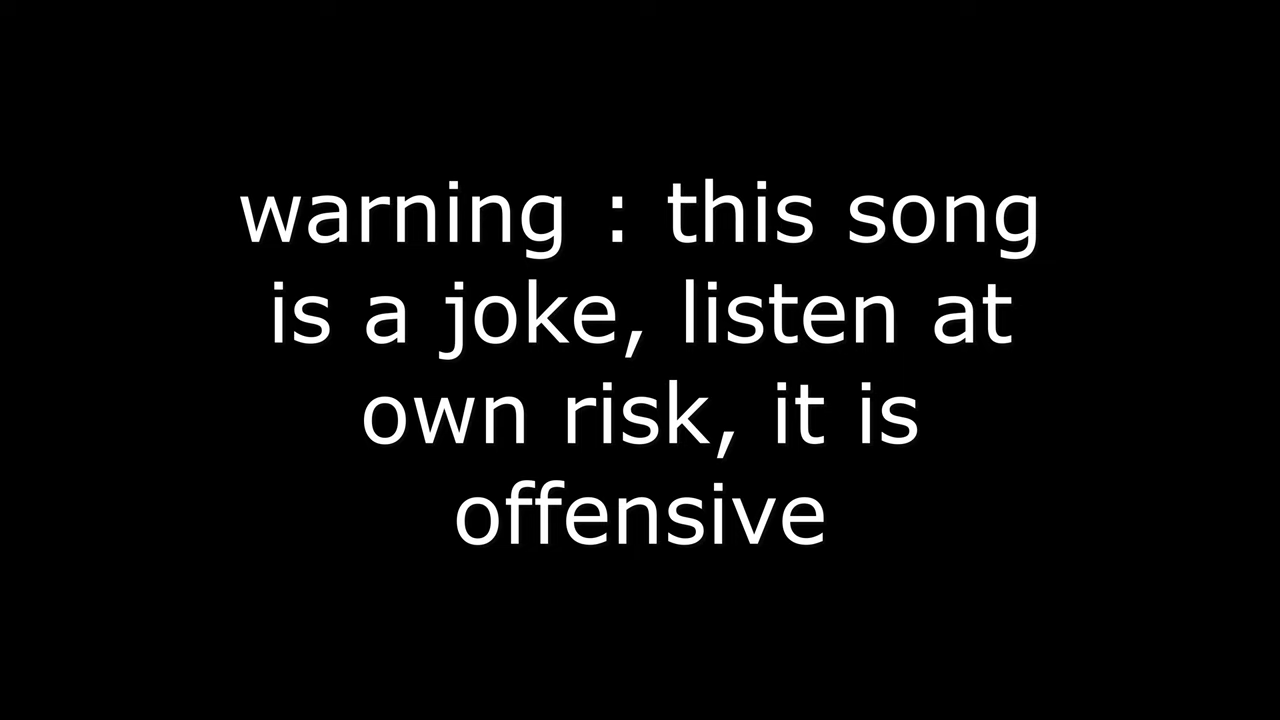 warning : this song
is a joke, listen at
own risk, it is
offensive